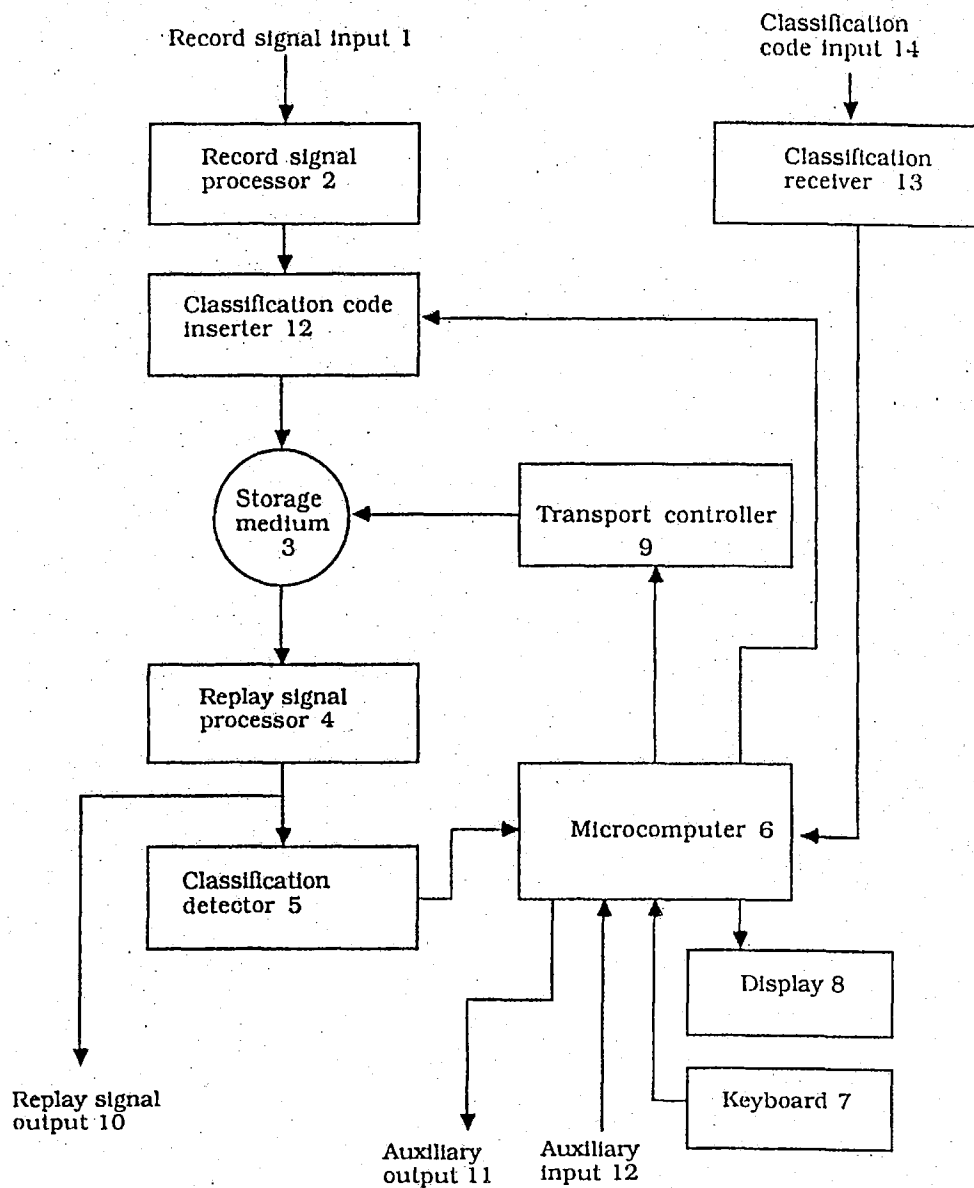 Record signal input 1
Classification
code input 14
Record signal
processor 2
Classification
receiver 13
Classification code
inserter 12
Storage
medium
3
Transport controller
9
Replay signal
processor 4
Microcomputer 6
Classification
detector 5
Display 8
Keyboard 7
Replay signal
output 10
Auxiliary
output 11
Auxiliary
input 12